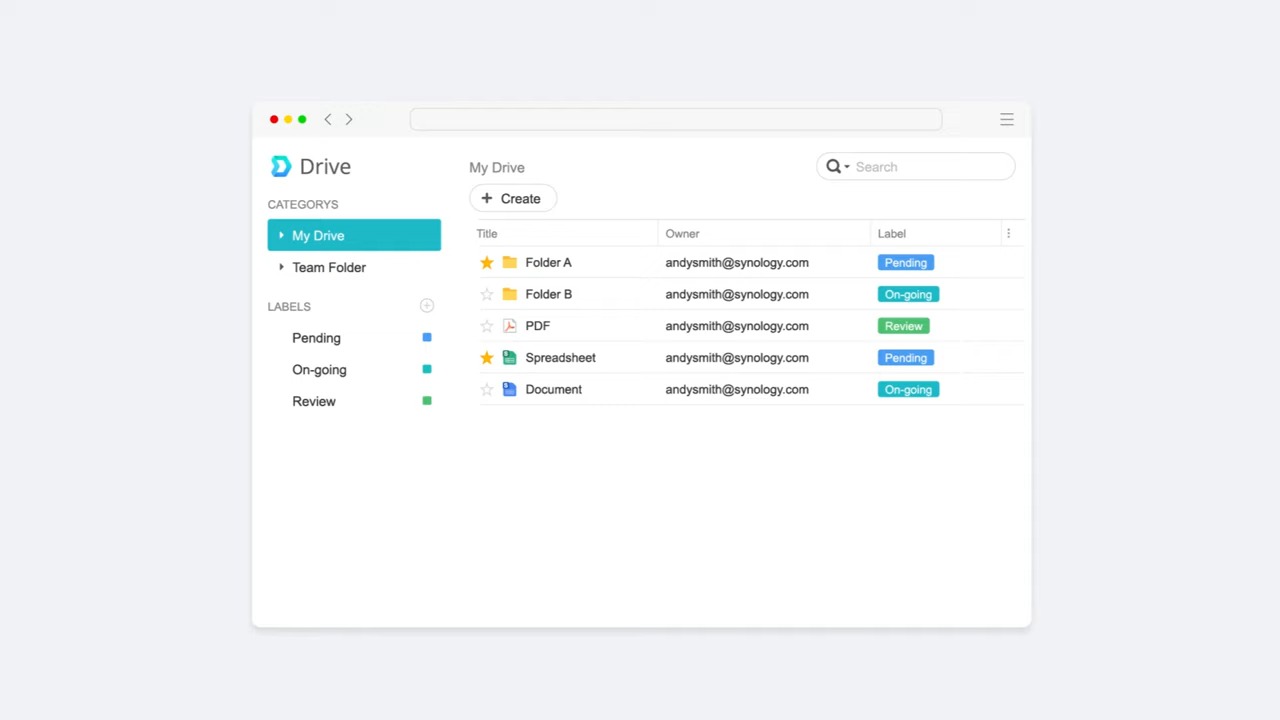 Drive
CATEGORYS
My Drive
Team Folder
LABELS
Pending
On-going
Review
My Drive
Search
+ Create
Title Owner Label
Folder A andysmith@synology.com Pending
Folder B andysmith@synology.com On-going
PDF andysmith@synology.com Review
Spreadsheet andysmith@synology.com Pending
Document andysmith@synology.com On-going